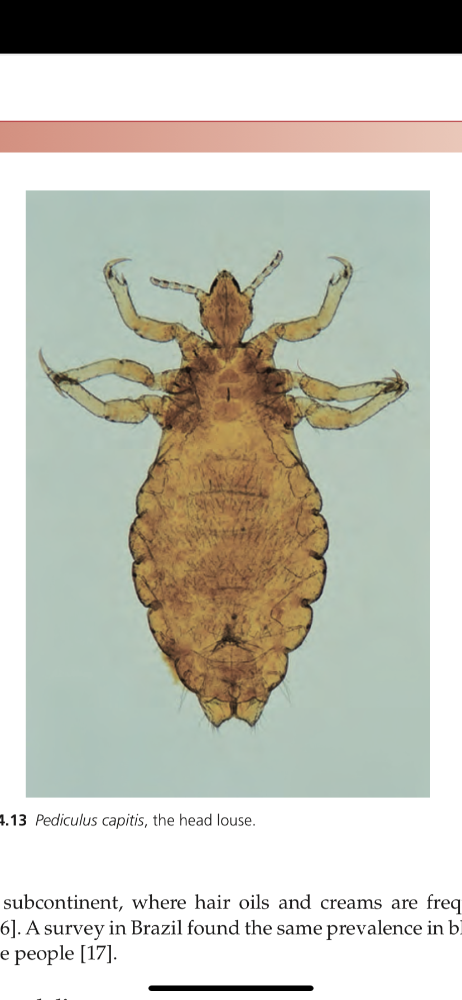 4.13 Pediculus capitis, the head louse.
subcontinent, where hair oils and creams are freq
6]. A survey in Brazil found the same prevalence in bl
e people [17].